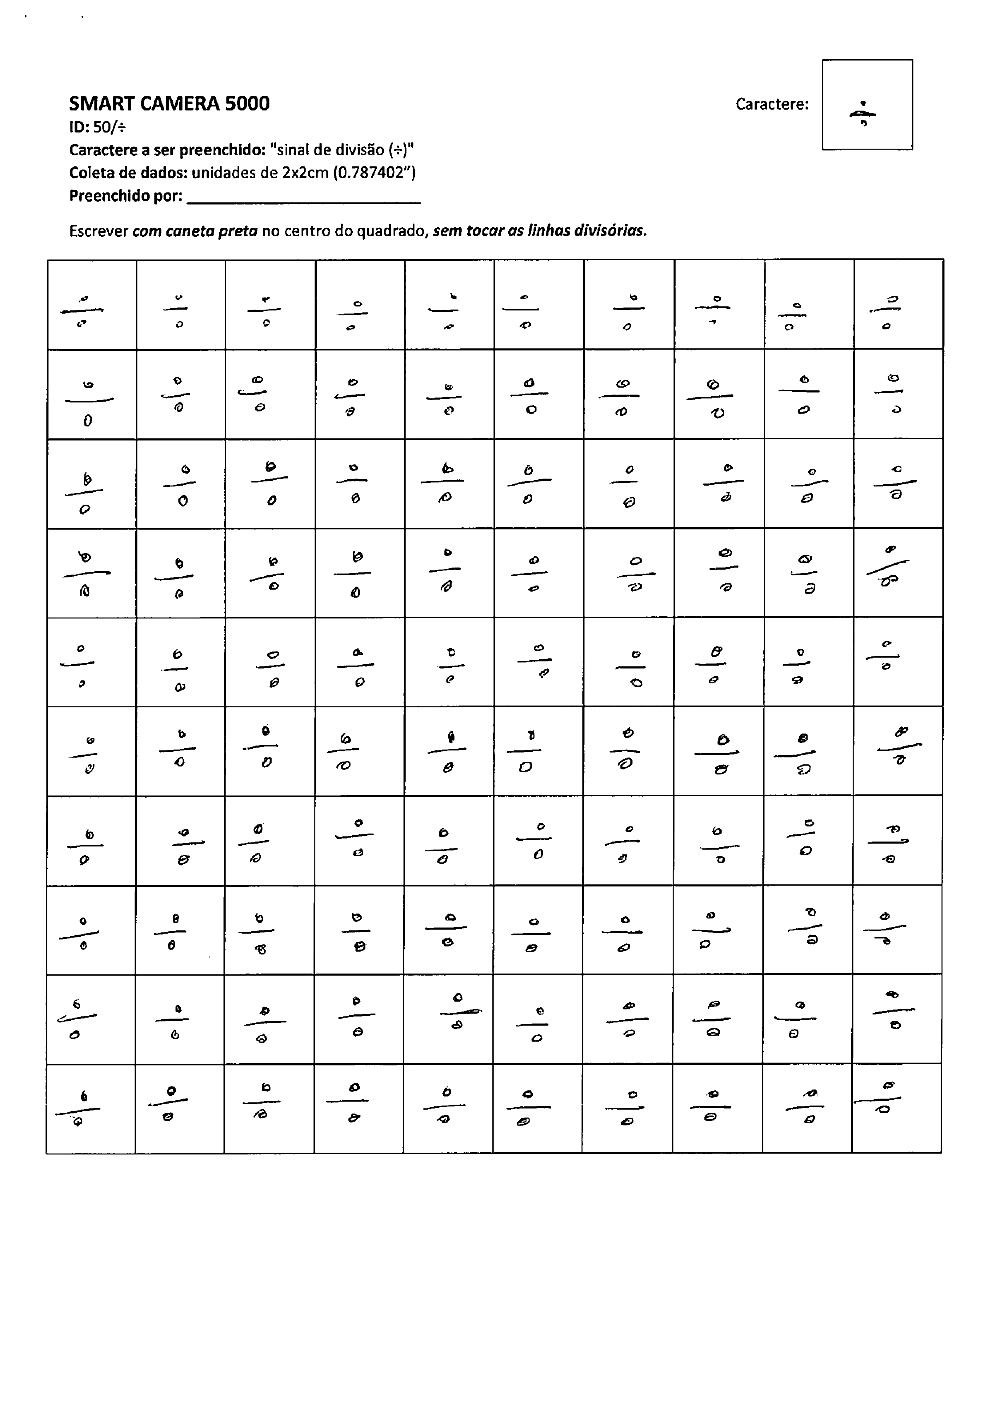 SMART CAMERA 5000
ID: 50/÷
Caractere a ser preenchido: "sinal de divisão (÷)"
Coleta de dados: unidades de 2x2cm (0.787402”)
Preenchido por: __________________________
Caractere: ÷
Escrever com caneta preta no centro do quadrado, sem tocar as linhas divisórias.
÷ ÷ ÷ ÷ ÷ ÷ ÷ ÷ ÷ ÷
÷ ÷ ÷ ÷ ÷ ÷ ÷ ÷ ÷ ÷
÷ ÷ ÷ ÷ ÷ ÷ ÷ ÷ ÷ ÷
÷ ÷ ÷ ÷ ÷ ÷ ÷ ÷ ÷ ÷
÷ ÷ ÷ ÷ ÷ ÷ ÷ ÷ ÷ ÷
÷ ÷ ÷ ÷ ÷ ÷ ÷ ÷ ÷ ÷
÷ ÷ ÷ ÷ ÷ ÷ ÷ ÷ ÷ ÷
÷ ÷ ÷ ÷ ÷ ÷ ÷ ÷ ÷ ÷
÷ ÷ ÷ ÷ ÷ ÷ ÷ ÷ ÷ ÷
÷ ÷ ÷ ÷ ÷ ÷ ÷ ÷ ÷ ÷